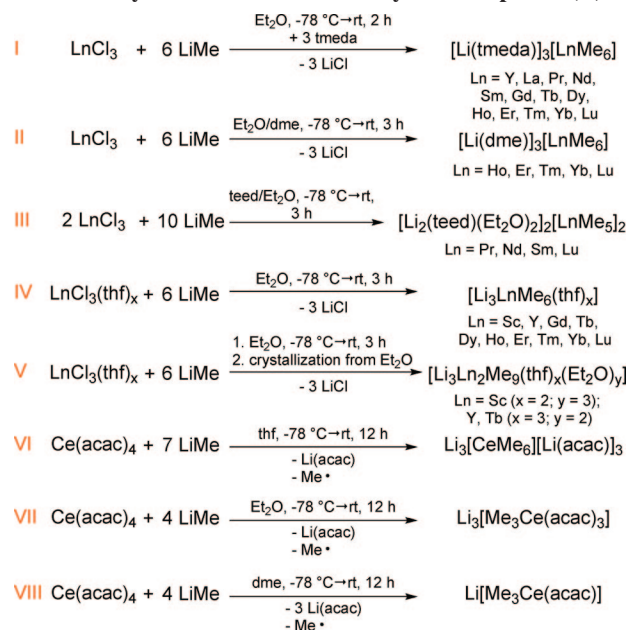 Et₂O, -78 °C→rt, 2 h
+ 3 tmeda
I LnCl₃ + 6 LiMe [Li(tmeda)]₃[LnMe₆]
- 3 LiCl
Ln = Y, La, Pr, Nd,
Sm, Gd, Tb, Dy,
Ho, Er, Tm, Yb, Lu
Et₂O/dme, -78 °C→rt, 3 h
II LnCl₃ + 6 LiMe [Li(dme)]₃[LnMe₆]
- 3 LiCl
Ln = Ho, Er, Tm, Yb, Lu
teed/Et₂O, -78 °C→rt,
3 h
III 2 LnCl₃ + 10 LiMe [Li₂(teed)(Et₂O)₂]₂[LnMe₅]₂
Ln = Pr, Nd, Sm, Lu
Et₂O, -78 °C→rt, 3 h
IV LnCl₃(thf)ₓ + 6 LiMe [Li₃LnMe₆(thf)ₓ]
- 3 LiCl
Ln = Sc, Y, Gd, Tb,
Dy, Ho, Er, Tm, Yb, Lu
1. Et₂O, -78 °C→rt, 3 h
2. crystallization from Et₂O
V LnCl₃(thf)ₓ + 6 LiMe [Li₃Ln₂Me₉(thf)ₓ(Et₂O)y]
- 3 LiCl
Ln = Sc (x = 2; y = 3);
Y, Tb (x = 3; y = 2)
thf, -78 °C→rt, 12 h
VI Ce(acac)₄ + 7 LiMe Li₃[CeMe₆][Li(acac)]₃
- Li(acac)
- Me•
Et₂O, -78 °C→rt, 12 h
VII Ce(acac)₄ + 4 LiMe Li₃[Me₃Ce(acac)₃]
- Li(acac)
- Me•
dme, -78 °C→rt, 12 h
VIII Ce(acac)₄ + 4 LiMe Li[Me₃Ce(acac)]
- 3 Li(acac)
- Me•